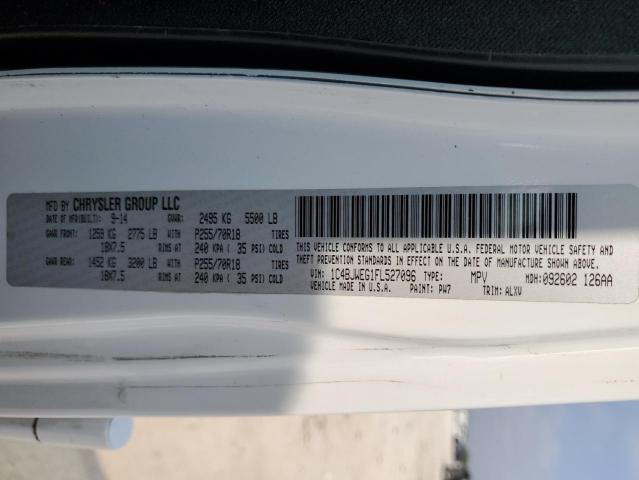 MFD BY CHRYSLER GROUP LLC
DATE OF MFD(BUILT): 9-14 GVWR: 2495 KG 5500 LB
GAWR FRONT: 1259 KG 2775 LB WITH P255/70R18 TIRES
18X7.5 RIMS AT 240 KPA ( 35 PSI) COLD
GAWR REAR: 1452 KG 3200 LB WITH P255/70R18 TIRES
18X7.5 RIMS AT 240 KPA ( 35 PSI) COLD
THIS VEHICLE CONFORMS TO ALL APPLICABLE U.S.A. FEDERAL MOTOR VEHICLE SAFETY AND
THEFT PREVENTION STANDARDS IN EFFECT ON THE DATE OF MANUFACTURE SHOWN ABOVE.
VIN: 1C4BJWEG1FL527096 TYPE: MPV MDH:092602 126AA
VEHICLE MADE IN U.S.A. PAINT: PW7 TRIM: ALXV